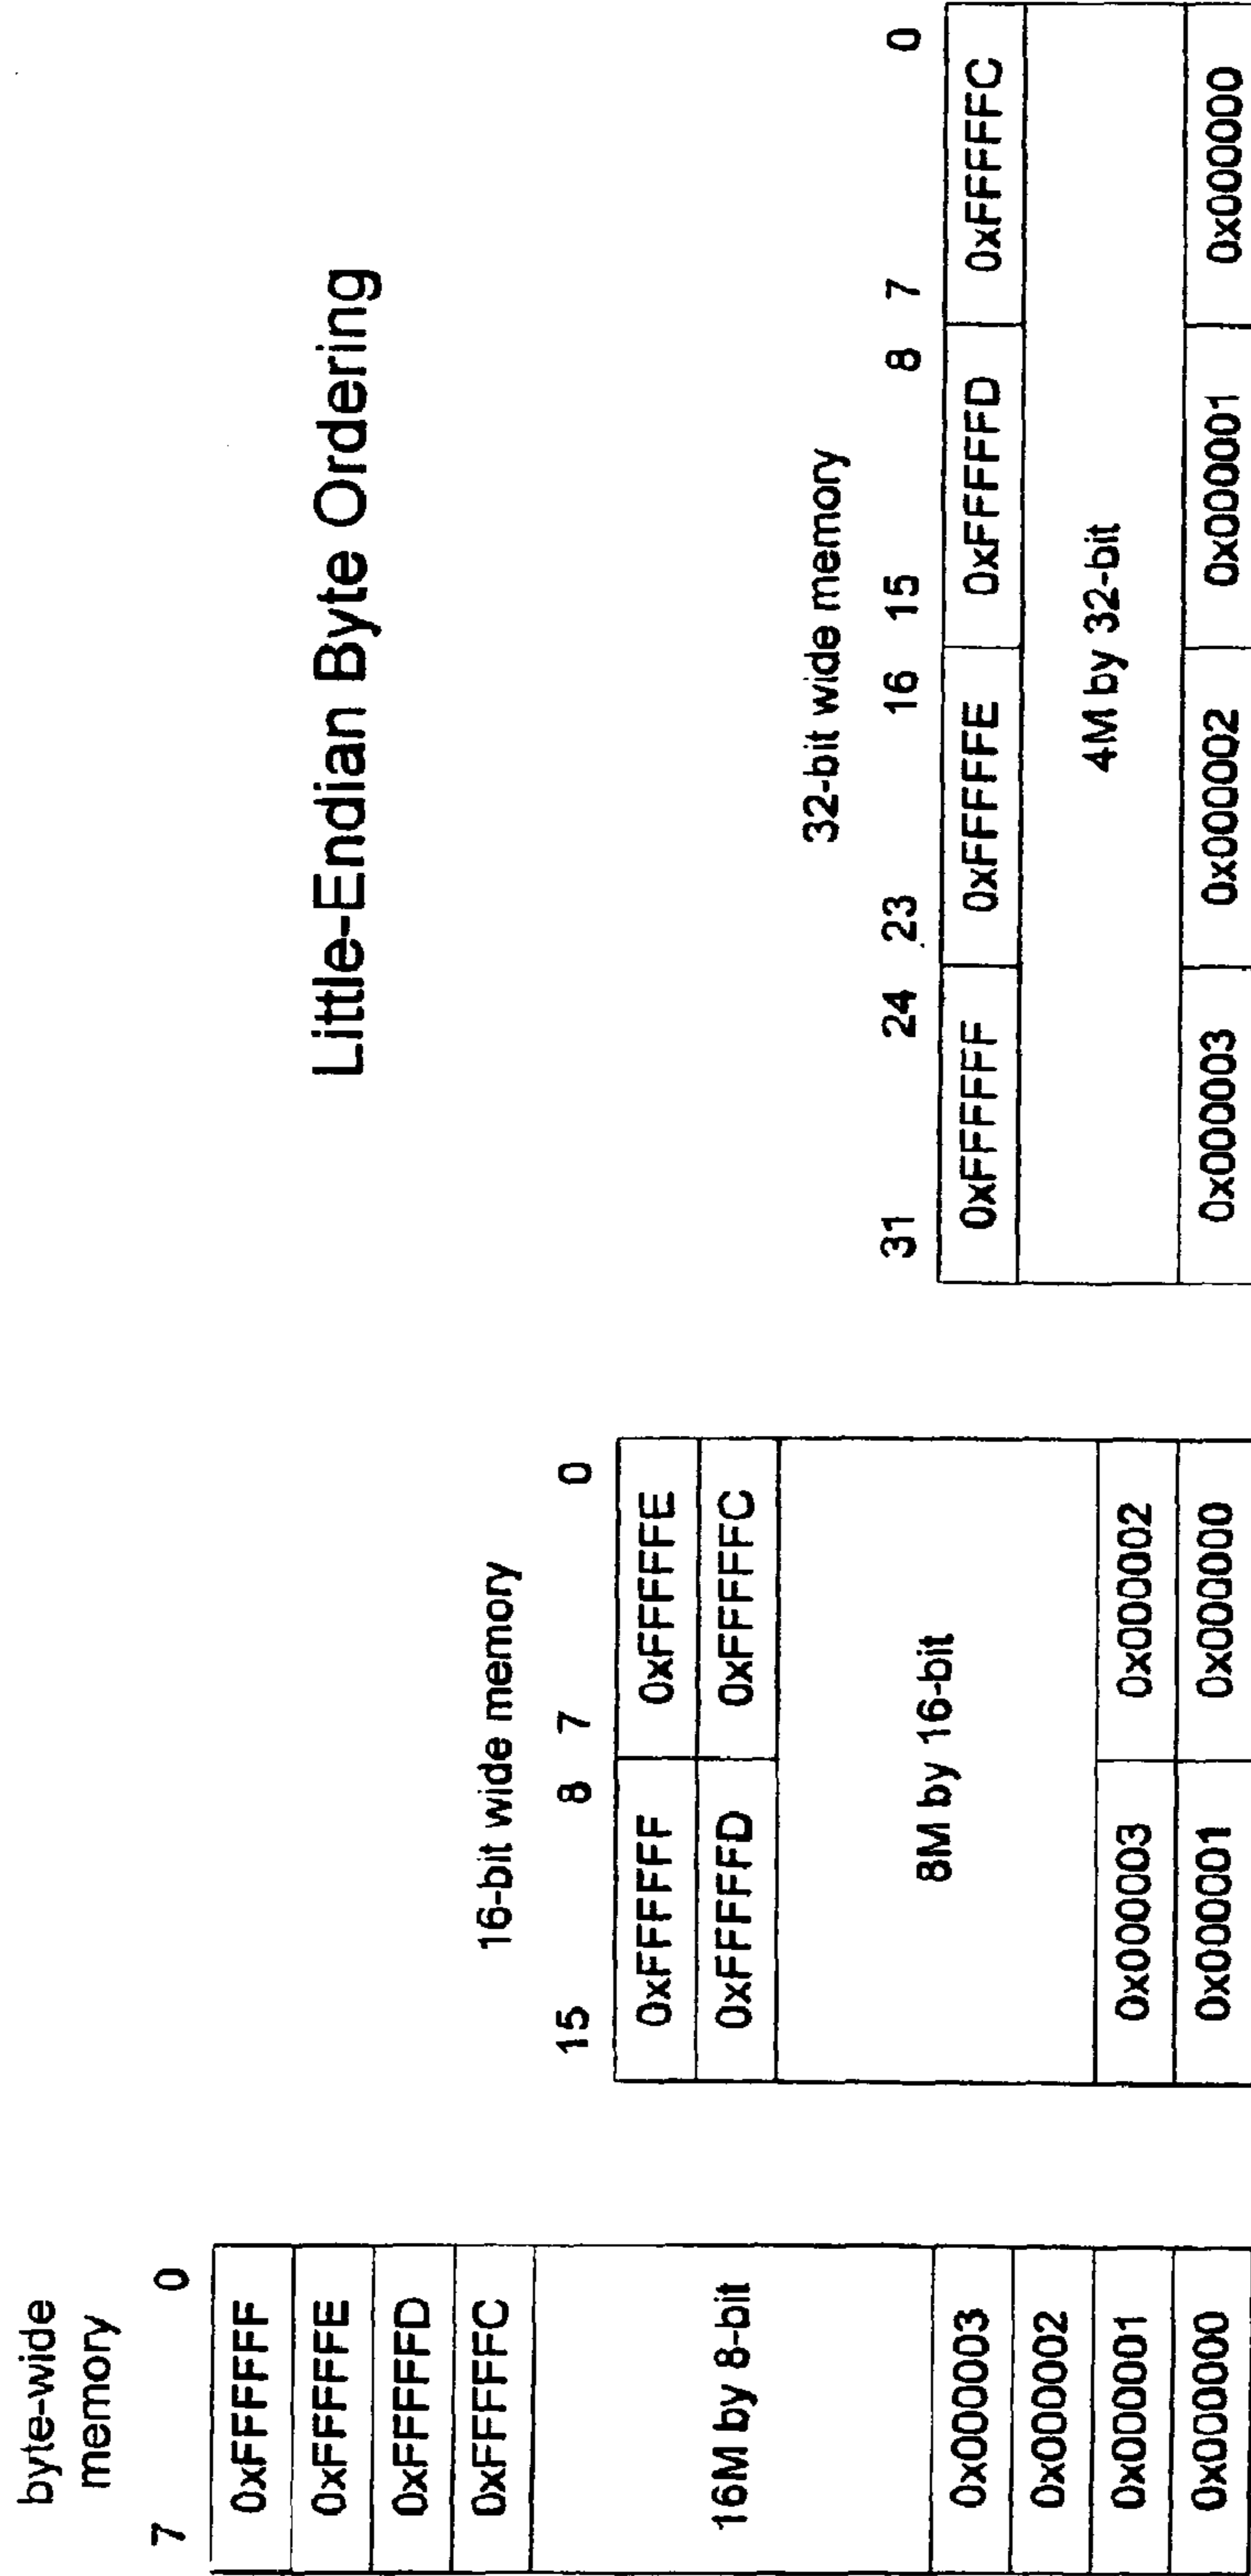 Little-Endian Byte Ordering
byte-wide
memory
7 0
0xFFFFFF
0xFFFFFE
0xFFFFFD
0xFFFFFC
16M by 8-bit
0x000003
0x000002
0x000001
0x000000
16-bit wide memory
15 8 7 0
0xFFFFFF 0xFFFFFE
0xFFFFFD 0xFFFFFC
8M by 16-bit
0x000003 0x000002
0x000001 0x000000
32-bit wide memory
31 24 23 16 15 8 7 0
0xFFFFFF 0xFFFFFE 0xFFFFFD 0xFFFFFC
4M by 32-bit
0x000003 0x000002 0x000001 0x000000